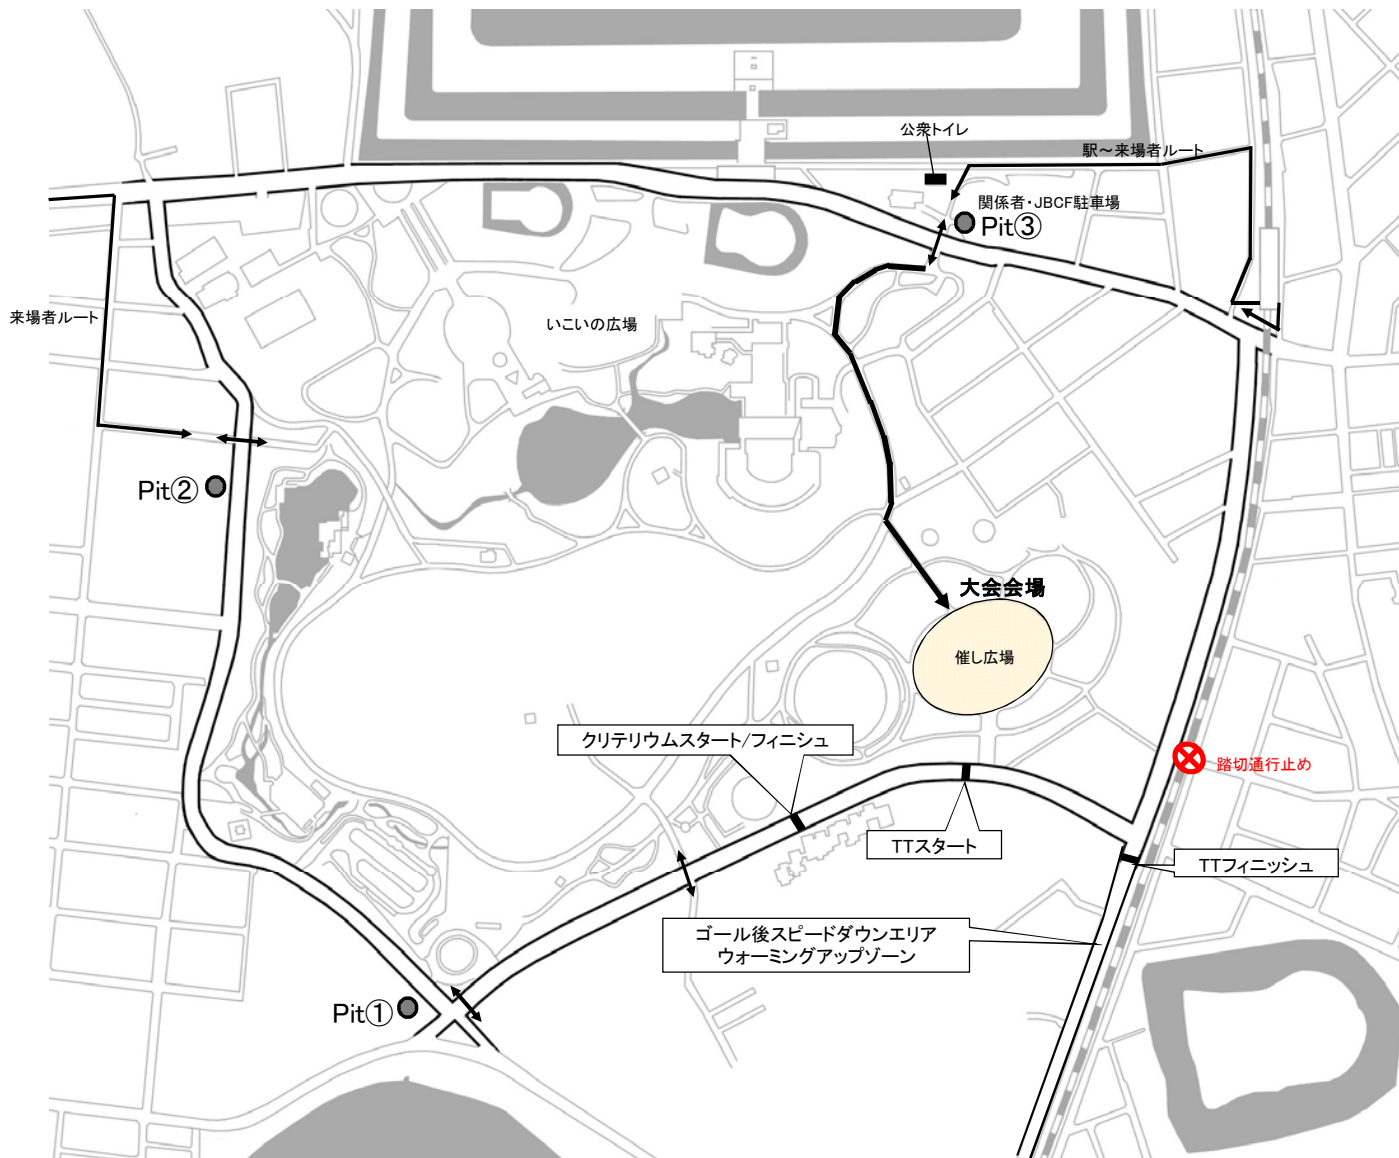 公衆トイレ
駅～来場者ルート
関係者・JBCF駐車場
Pit③
来場者ルート
いこいの広場
Pit②
大会会場
催し広場
クリテリウムスタート/フィニシュ
踏切通行止め
TTスタート
TTフィニッシュ
ゴール後スピードダウンエリア
ウォーミングアップゾーン
Pit①